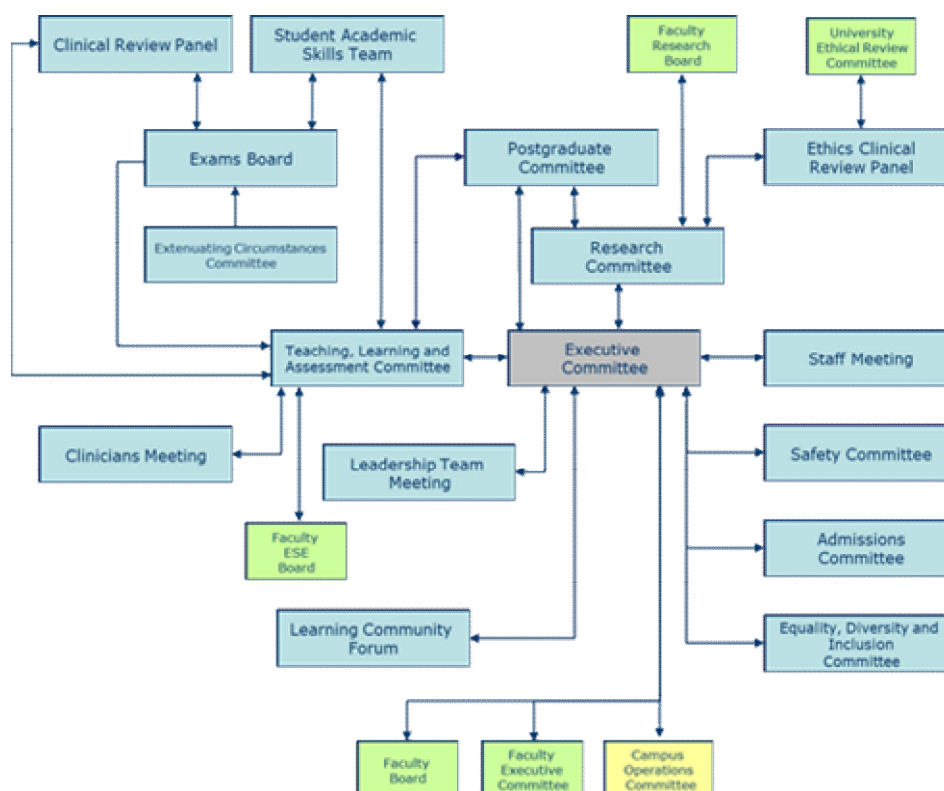 Clinical Review Panel
Student Academic
Skills Team
Faculty
Research
Board
University
Ethical Review
Committee
Exams Board
Postgraduate
Committee
Ethics Clinical
Review Panel
Extenuating Circumstances
Committee
Research
Committee
Teaching, Learning and
Assessment Committee
Executive
Committee
Staff Meeting
Clinicians Meeting
Leadership Team
Meeting
Safety Committee
Faculty
ESE
Board
Admissions
Committee
Learning Community
Forum
Equality, Diversity and
Inclusion
Committee
Faculty
Board
Faculty
Executive
Committee
Campus
Operations
Committee